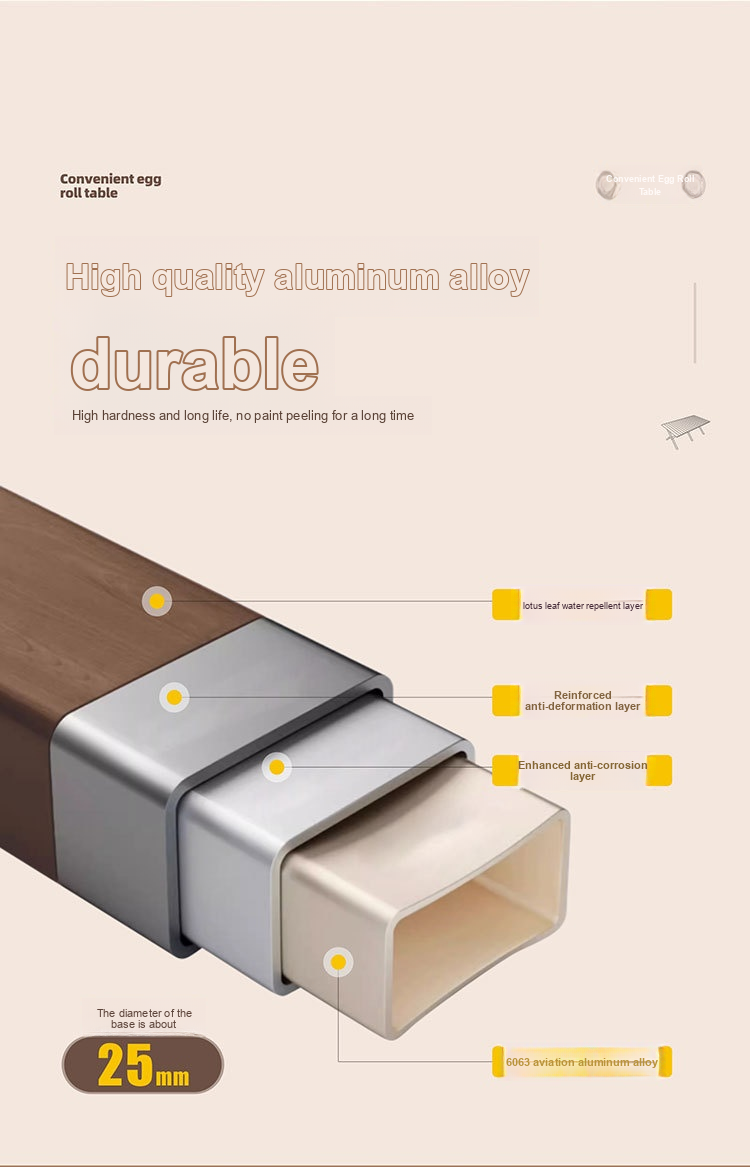 Convenient egg
roll table
Convenient Egg Roll
Table
High quality aluminum alloy
durable
High hardness and long life, no paint peeling for a long time
lotus leaf water repellent layer
Reinforced
anti-deformation layer
Enhanced anti-corrosion
layer
The diameter of the
base is about
25mm
6063 aviation aluminum alloy